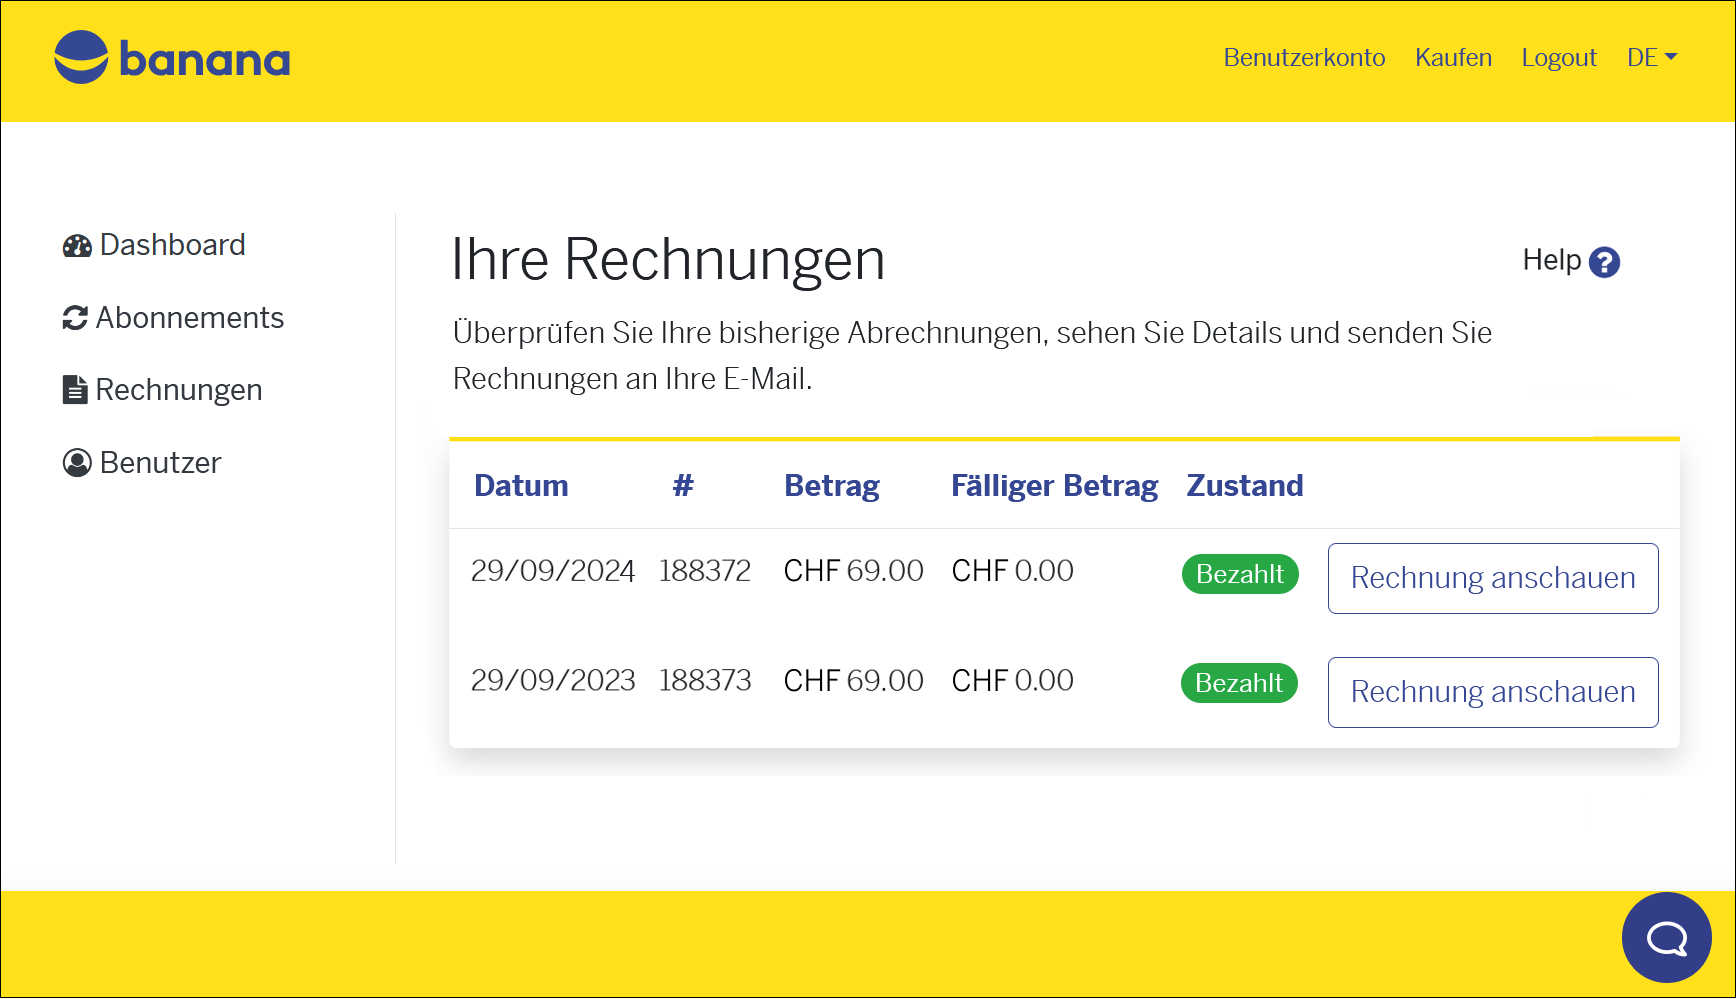 banana
Benutzerkonto Kaufen Logout DE
Dashboard
Abonnements
Rechnungen
Benutzer
Ihre Rechnungen
Help ?
Überprüfen Sie Ihre bisherige Abrechnungen, sehen Sie Details und senden Sie
Rechnungen an Ihre E-Mail.
Datum # Betrag Fälliger Betrag Zustand
29/09/2024 188372 CHF 69.00 CHF 0.00 Bezahlt Rechnung anschauen
29/09/2023 188373 CHF 69.00 CHF 0.00 Bezahlt Rechnung anschauen